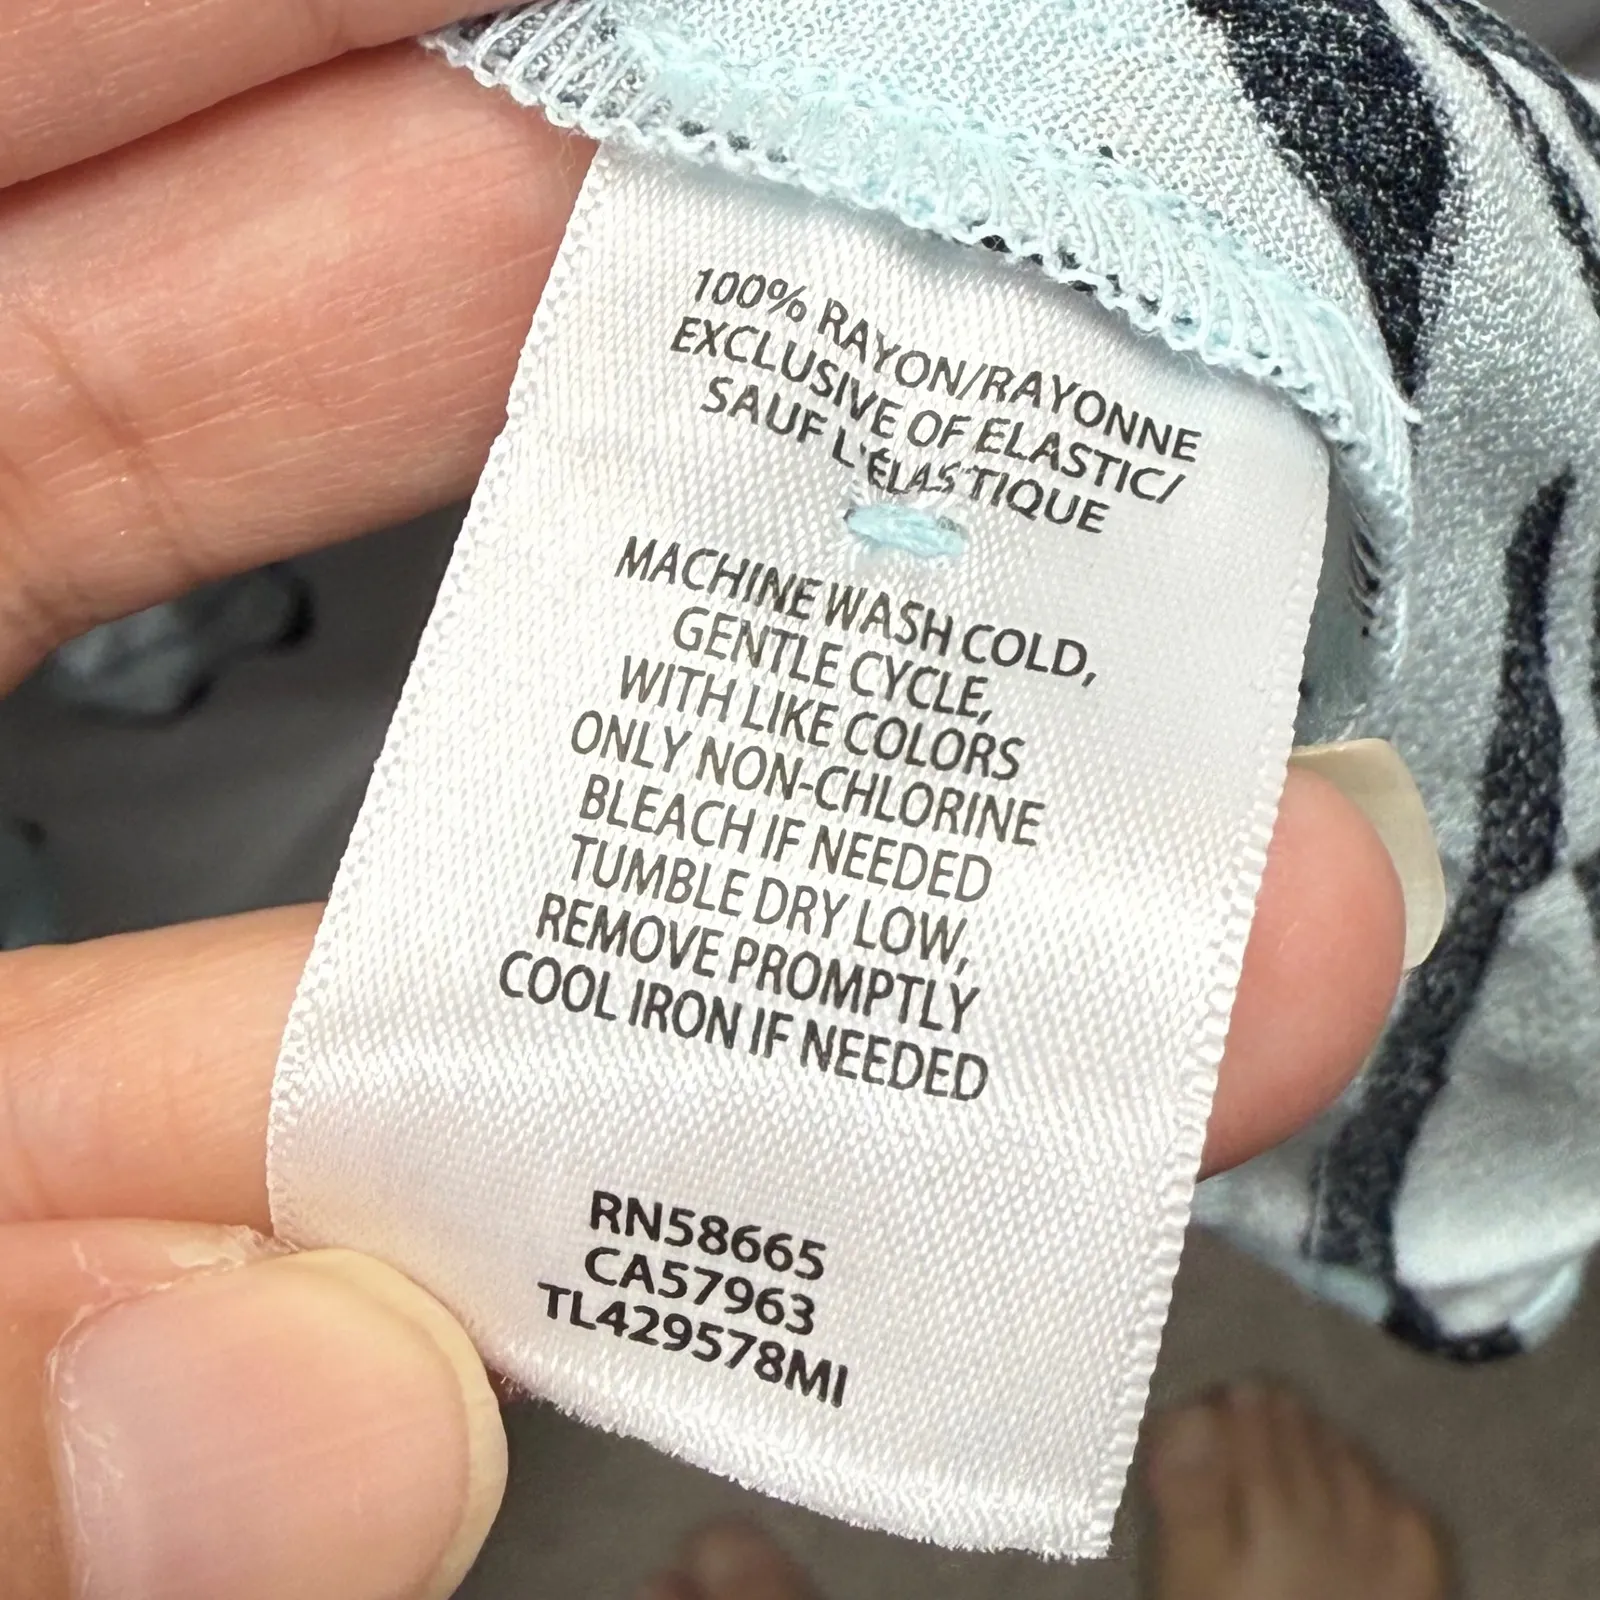 100% RAYON/RAYONNE
EXCLUSIVE OF ELASTIC/
SAUF L'ÉLASTIQUE
MACHINE WASH COLD,
GENTLE CYCLE,
WITH LIKE COLORS
ONLY NON-CHLORINE
BLEACH IF NEEDED
TUMBLE DRY LOW,
REMOVE PROMPTLY
COOL IRON IF NEEDED
RN58665
CA57963
TL429578MI